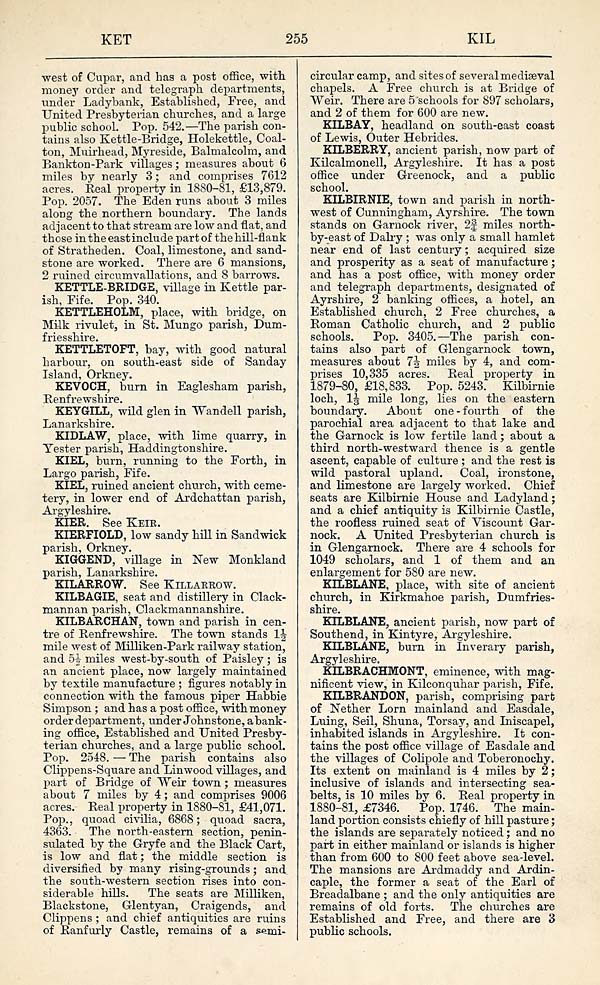 KET 255 KIL
west of Cupar, and has a post office, with
money order and telegraph departments,
under Ladybank, Established, Free, and
United Presbyterian churches, and a large
public school. Pop. 542.—The parish con-
tains also Kettle-Bridge, Holekettle, Coal-
ton, Muirhead, Myreside, Balmalcolm, and
Bankton-Park villages; measures about 6
miles by nearly 3; and comprises 7612
acres. Real property in 1880-81, £13,879.
Pop. 2057. The Eden runs about 3 miles
along the northern boundary. The lands
adjacent to that stream are low and flat, and
those in the east include part of the hill-flank
of Stratheden. Coal, limestone, and sand-
stone are worked. There are 6 mansions,
2 ruined circumvallations, and 8 barrows.
KETTLE-BRIDGE, village in Kettle par-
ish, Fife. Pop. 340.
KETTLEHOLM, place, with bridge, on
Milk rivulet, in St. Mungo parish, Dum-
friesshire.
KETTLETOFT, bay, with good natural
harbour, on south-east side of Sanday
Island, Orkney.
KEVOCH, burn in Eaglesham parish,
Renfrewshire.
KEYGILL, wild glen in Wandell parish,
Lanarkshire.
KIDLAW, place, with lime quarry, in
Yester parish, Haddingtonshire.
KIEL, burn, running to the Forth, in
Largo parish, Fife.
KIEL, ruined ancient church, with ceme-
tery, in lower end of Ardchattan parish,
Argyleshire.
KIER. See KEIR.
KIERFIOLD, low sandy hill in Sandwick
parish, Orkney.
KIGGEND, village in New Monkland
parish, Lanarkshire.
KILARROW. See KILLARROW.
KILBAGIE, seat and distillery in Clack-
mannan parish, Clackmannanshire.
KILBARCHAN, town and parish in cen-
tre of Renfrewshire. The town stands 1½
mile west of Milliken-Park railway station,
and 5½ miles west-by-south of Paisley; is
an ancient place, now largely maintained
by textile manufacture; figures notably in
connection with the famous piper Habbie
Simpson; and has a post office, with money
order department, under Johnstone, a bank-
ing office, Established and United Presby-
terian churches, and a large public school.
Pop. 2548. — The parish contains also
Clippens-Square and Linwood villages, and
part of Bridge of Weir town; measures
about 7 miles by 4; and comprises 9006
acres. Real property in 1880-81, £41,071.
Pop., quoad civilia, 6868; quoad sacra,
4363. The north-eastern section, penin-
sulated by the Gryfe and the Black Cart,
is low and flat; the middle section is
diversified by many rising-grounds; and
the south-western section rises into con-
siderable hills. The seats are Milliken,
Blackstone, Glentyan, Craigends, and
Clippens; and chief antiquities are ruins
of Ranfurly Castle, remains of a semi-
circular camp, and sites of several mediæval
chapels. A Free church is at Bridge of
Weir. There are 5 schools for 897 scholars,
and 2 of them for 600 are new.
KILBAY, headland on south-east coast
of Lewis, Outer Hebrides.
KILBERRY, ancient parish, now part of
Kilcalmonell, Argyleshire. It has a post
office under Greenock, and a public
school.
KILBIRNIE, town and parish in north-
west of Cunningham, Ayrshire. The town
stands on Garnock river, 2¾ miles north-
by-east of Dalry; was only a small hamlet
near end of last century; acquired size
and prosperity as a seat of manufacture;
and has a post office, with money order
and telegraph departments, designated of
Ayrshire, 2 banking offices, a hotel, an
Established church, 2 Free churches, a
Roman Catholic church, and 2 public
schools. Pop. 3405.—The parish con-
tains also part of Glengarnock town,
measures about 7½ miles by 4, and com-
prises 10,335 acres. Real property in
1879-80, £18,833. Pop. 5243. Kilbirnie
loch, 1⅓ mile long, lies on the eastern
boundary. About one-fourth of the
parochial area adjacent to that lake and
the Garnock is low fertile land; about a
third north-westward thence is a gentle
ascent, capable of culture; and the rest is
wild pastoral upland. Coal, ironstone,
and limestone are largely worked. Chief
seats are Kilbirnie House and Ladyland;
and a chief antiquity is Kilbirnie Castle,
the roofless ruined seat of Viscount Gar-
nock. A United Presbyterian church is
in Glengarnock. There are 4 schools for
1049 scholars, and 1 of them and an
enlargement for 580 are new.
KILBLANE, place, with site of ancient
church, in Kirkmahoe parish, Dumfries-
shire.
KILBLANE, ancient parish, now part of
Southend, in Kintyre, Argyleshire.
KILBLANE, burn in Inverary parish,
Argyleshire.
KILBRACHMONT, eminence, with mag-
nificent view, in Kilconquhar parish, Fife.
KILBRANDON, parish, comprising part
of Nether Lorn mainland and Easdale,
Luing, Seil, Shuna, Torsay, and Iniscapel,
inhabited islands in Argyleshire. It con-
tains the post office village of Easdale and
the villages of Colipole and Toberonochy.
Its extent on mainland is 4 miles by 2;
inclusive of islands and intersecting sea-
belts, is 10 miles by 6. Real property in
1880-81, £7346. Pop. 1746. The main-
land portion consists chiefly of hill pasture;
the islands are separately noticed; and no
part in either mainland or islands is higher
than from 600 to 800 feet above sea-level.
The mansions are Ardmaddy and Ardin-
caple, the former a seat of the Earl of
Breadalbane; and the only antiquities are
remains of old forts. The churches are
Established and Free, and there are 3
public schools.